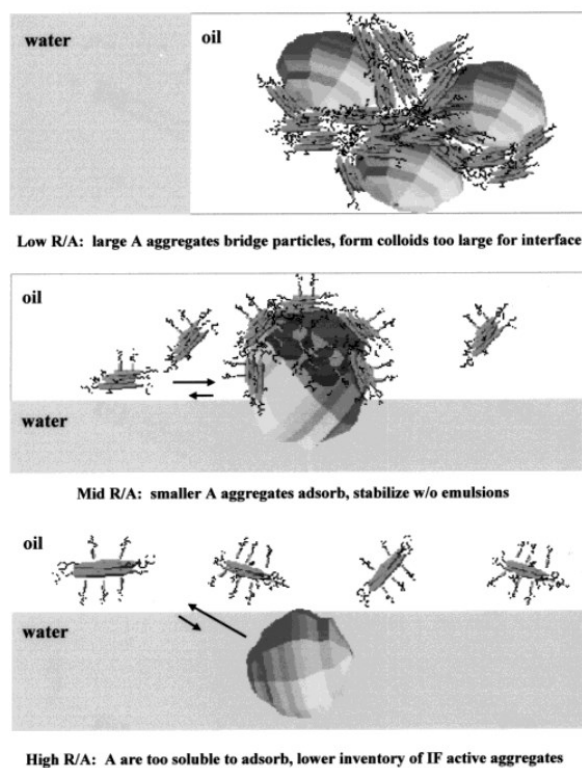 water
oil
Low R/A: large A aggregates bridge particles, form colloids too large for interface
oil
water
Mid R/A: smaller A aggregates adsorb, stabilize w/o emulsions
oil
water
High R/A: A are too soluble to adsorb, lower inventory of IF active aggregates